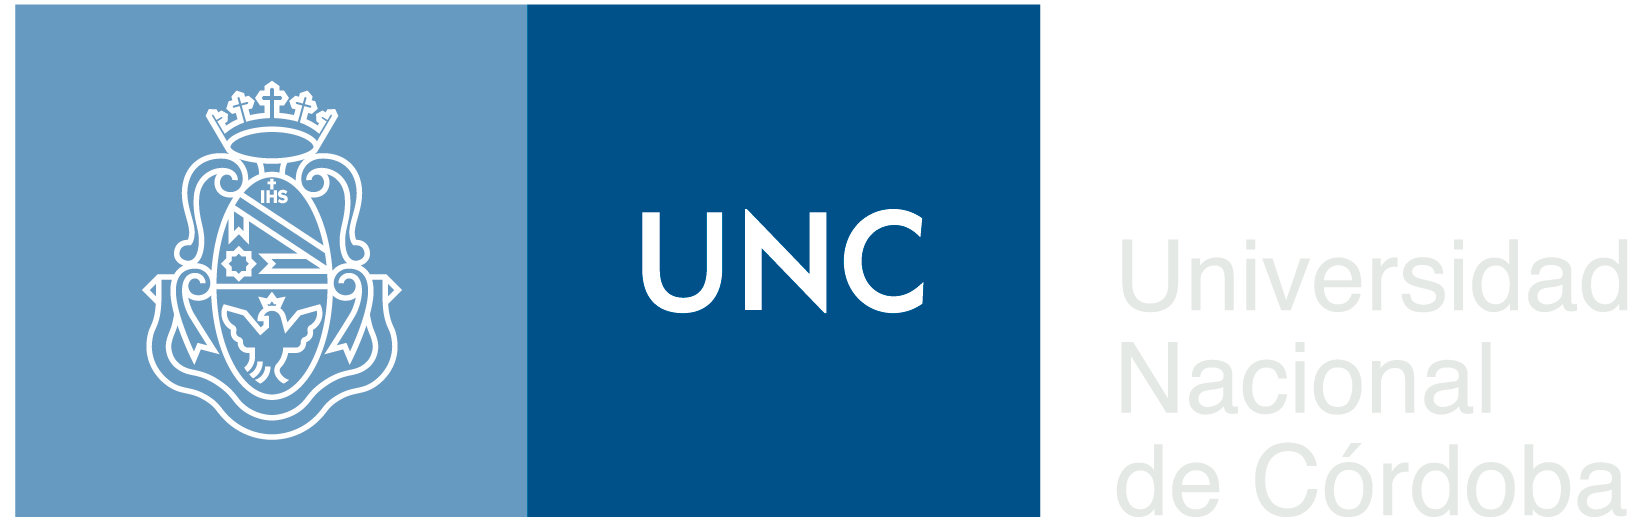 IHS
UNC
Universidad
Nacional
de Córdoba